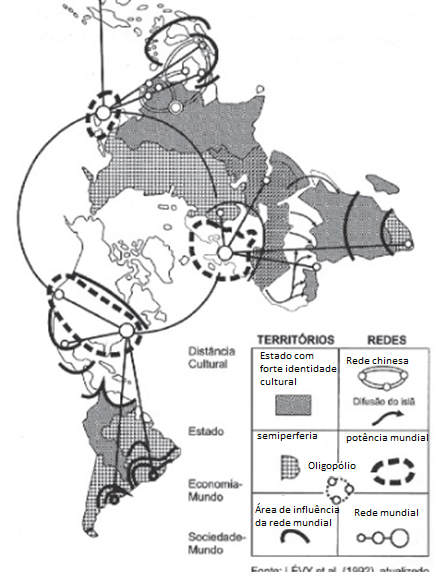 TERRITÓRIOS REDES
Distância
Cultural
Estado com
forte identidade
cultural
Rede chinesa
Difusão do islã
Estado
semiperferia
potência mundial
Oligopólio
Economia-
Mundo
Área de influência
da rede mundial
Rede mundial
Sociedade-
Mundo
Fonte: LÉVY et al. (1992), atualizado